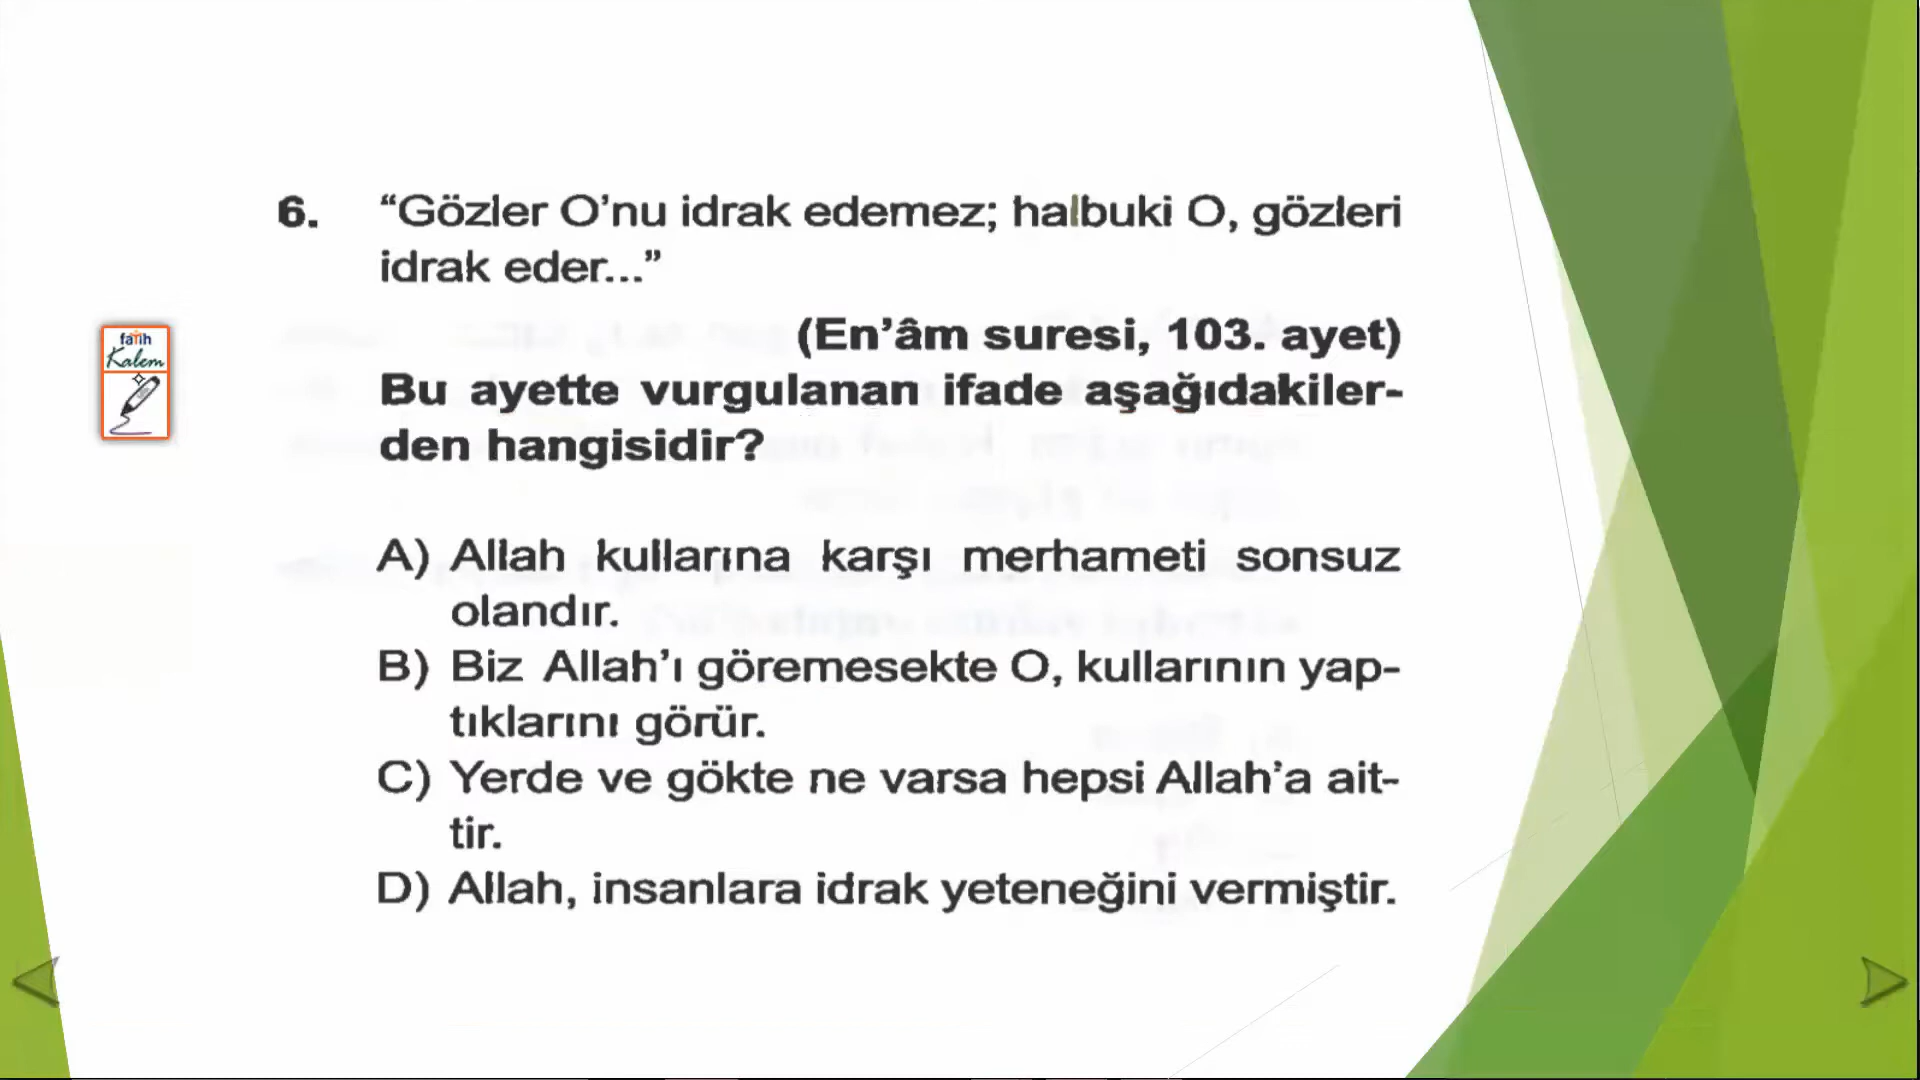 6. “Gözler O’nu idrak edemez; halbuki O, gözleri
idrak eder...”
(En’âm suresi, 103. ayet)
Bu ayette vurgulanan ifade aşağıdakiler-
den hangisidir?
A) Allah kullarına karşı merhameti sonsuz
olandır.
B) Biz Allah’ı göremesekte O, kullarının yap-
tıklarını görür.
C) Yerde ve gökte ne varsa hepsi Allah’a ait-
tir.
D) Allah, insanlara idrak yeteneğini vermiştir.
fatih
Kalem